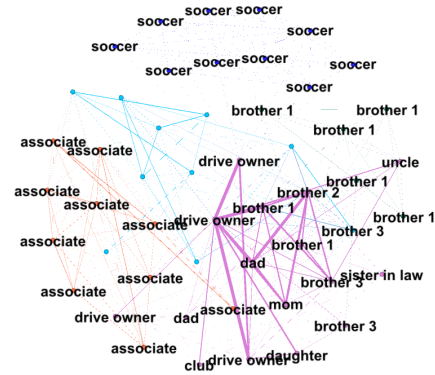 soccer
soccer
soccer
soccer
soccer
soccer
soccer
soccer
soccer
soccer
brother 1
brother 1
brother 1
associate
associate
drive owner
uncle
brother 1
brother 2
associate
associate
brother 1
drive owner
brother 1
associate
brother 3
associate
brother 1
dad
sister in law
associate
brother 3
associate
mom
associate
drive owner
dad
brother 3
associate
daughter
drive owner
club